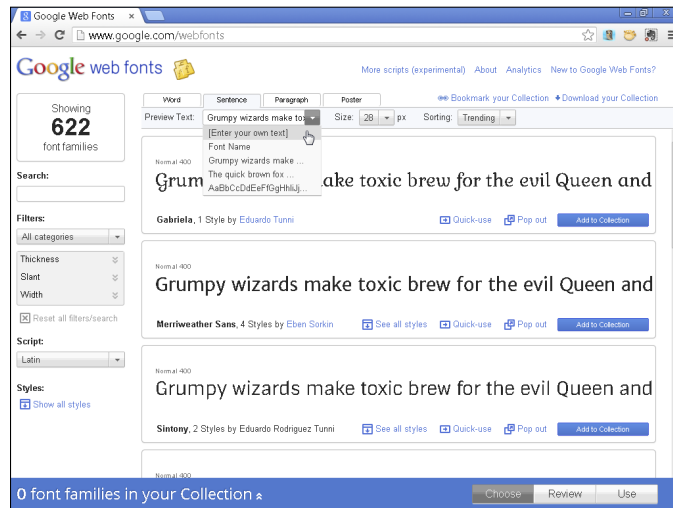 Google Web Fonts ×
www.google.com/webfonts
Google web fonts
More scripts (experimental) About Analytics New to Google Web Fonts?
Showing
622
font families
Search:
Filters:
All categories
Thickness
Slant
Width
Reset all filters/search
Script:
Latin
Styles:
Show all styles
Word Sentence Paragraph Poster
Bookmark your Collection Download your Collection
Preview Text: Grumpy wizards make tox Size: 28 px Sorting: Trending
[Enter your own text]
Font Name
Grumpy wizards make ...
The quick brown fox ...
AaBbCcDdEeFfGgHhIiJj...
Normal 400
Grum ake toxic brew for the evil Queen and
Gabriela, 1 Style by Eduardo Tunni Quick-use Pop out Add to Collection
Normal 400
Grumpy wizards make toxic brew for the evil Queen and
Merriweather Sans, 4 Styles by Eben Sorkin See all styles Quick-use Pop out Add to Collection
Normal 400
Grumpy wizards make toxic brew for the evil Queen and
Sintony, 2 Styles by Eduardo Rodriguez Tunni See all styles Quick-use Pop out Add to Collection
Normal 400
0 font families in your Collection Choose Review Use